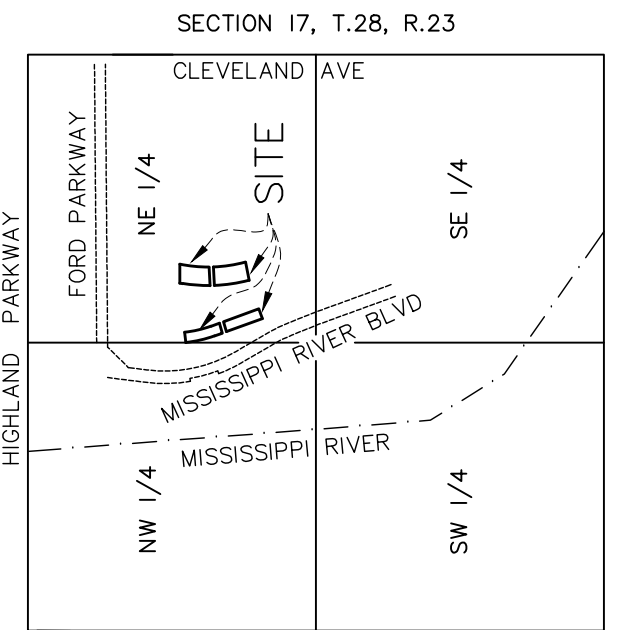 SECTION 17, T.28, R.23
CLEVELAND AVE
FORD PARKWAY
NE 1/4
SITE
SE 1/4
HIGHLAND PARKWAY
MISSISSIPPI RIVER BLVD
MISSISSIPPI RIVER
NW 1/4
SW 1/4